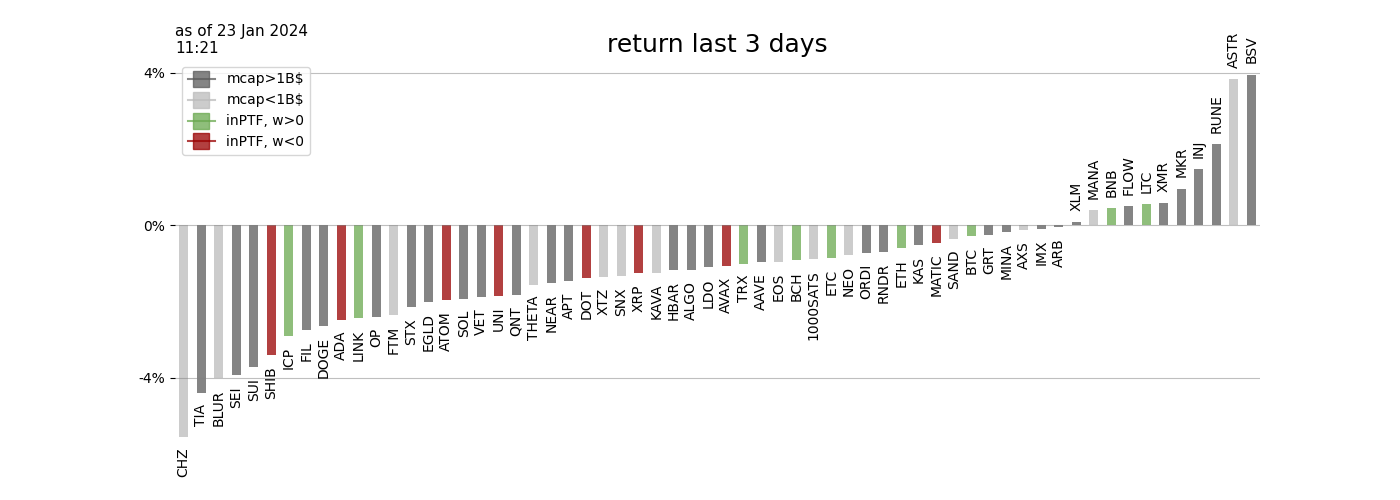 as of 23 Jan 2024
11:21
return last 3 days
4%
0%
-4%
mcap>1B$
mcap<1B$
inPTF, w>0
inPTF, w<0
CHZ
TIA
BLUR
SEI
SUI
SHIB
ICP
FIL
DOGE
ADA
LINK
OP
FTM
STX
EGLD
ATOM
SOL
VET
UNI
QNT
THETA
NEAR
APT
DOT
XTZ
SNX
XRP
KAVA
HBAR
ALGO
LDO
AVAX
TRX
AAVE
EOS
BCH
1000SATS
ETC
NEO
ORDI
RNDR
ETH
KAS
MATIC
SAND
BTC
GRT
MINA
AXS
IMX
ARB
XLM
MANA
BNB
FLOW
LTC
XMR
MKR
INJ
RUNE
ASTR
BSV